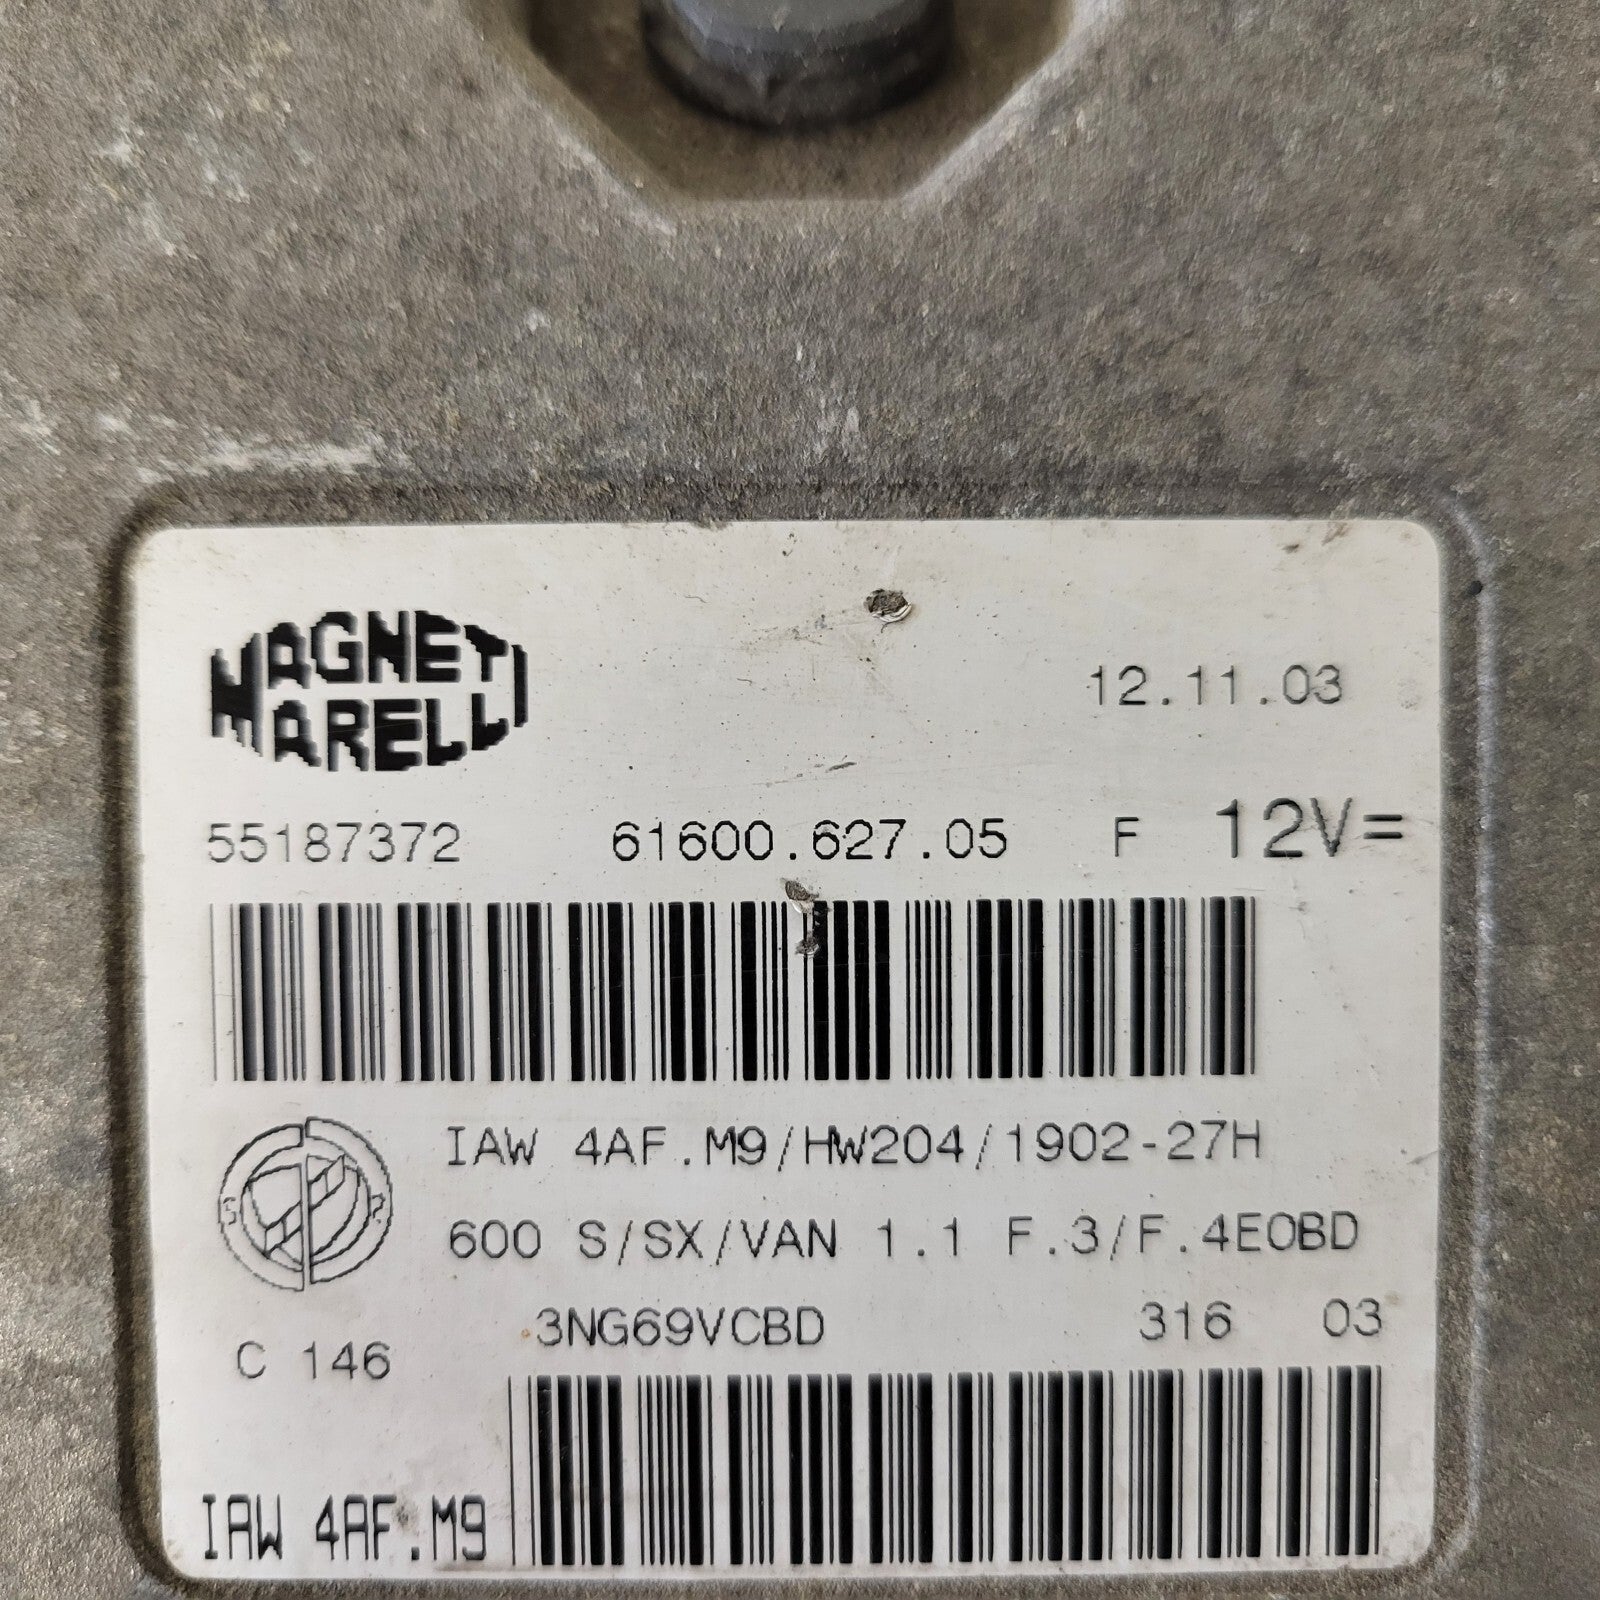 MAGNETI
MARELLI
12.11.03
55187372 61600.627.05 F 12V=
IAW 4AF.M9/HW204/1902-27H
S R
600 S/SX/VAN 1.1 F.3/F.4EOBD
3NG69VCBD 316 03
C 146
IAW 4AF.M9